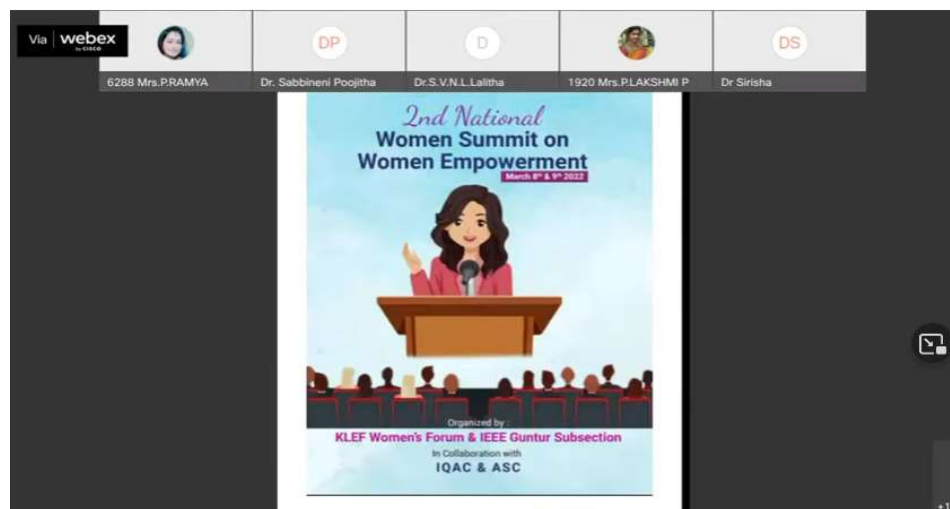 Via webex
by CISCO
DP
D
DS
6288 Mrs.P.RAMYA
Dr. Sabbineni Poojitha
Dr.S.V.N.L.Lalitha
1920 Mrs.P.LAKSHMI P
Dr Sirisha
2nd National
Women Summit on
Women Empowerment
March 8th & 9th 2022
Organized by :
KLEF Women's Forum & IEEE Guntur Subsection
In Collaboration with
IQAC & ASC